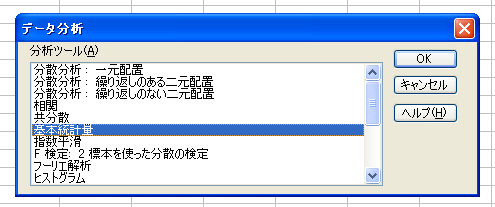 データ分析
分析ツール(A)
分散分析： 一元配置
分散分析： 繰り返しのある二元配置
分散分析： 繰り返しのない二元配置
相関
共分散
基本統計量
指数平滑
F 検定: 2 標本を使った分散の検定
フーリエ解析
ヒストグラム
OK
キャンセル
ヘルプ(H)